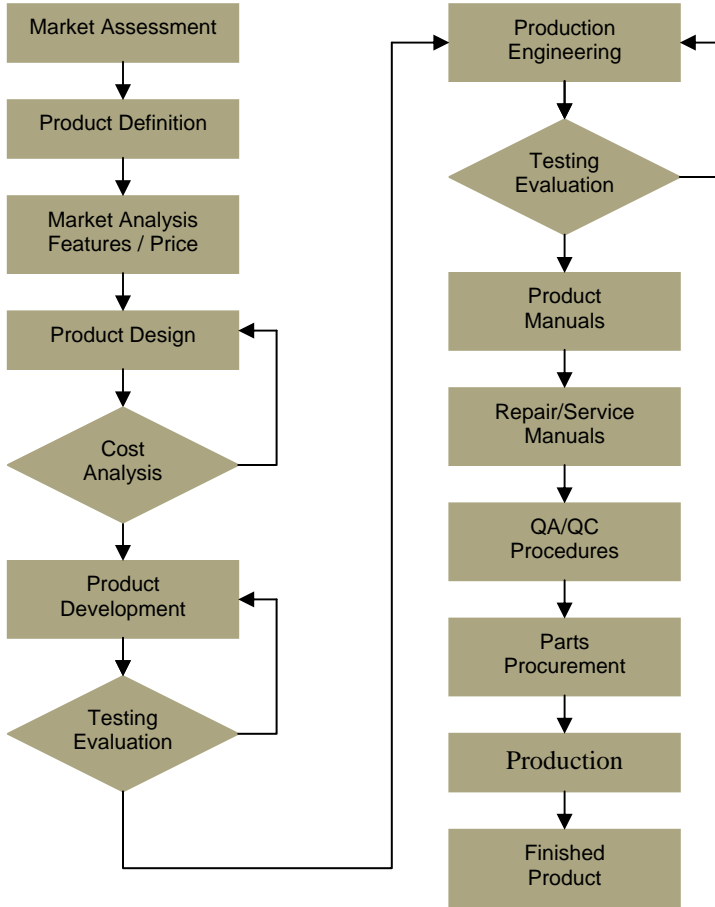 Market Assessment
Product Definition
Market Analysis
Features / Price
Product Design
Cost
Analysis
Product
Development
Testing
Evaluation
Production
Engineering
Testing
Evaluation
Product
Manuals
Repair/Service
Manuals
QA/QC
Procedures
Parts
Procurement
Production
Finished
Product